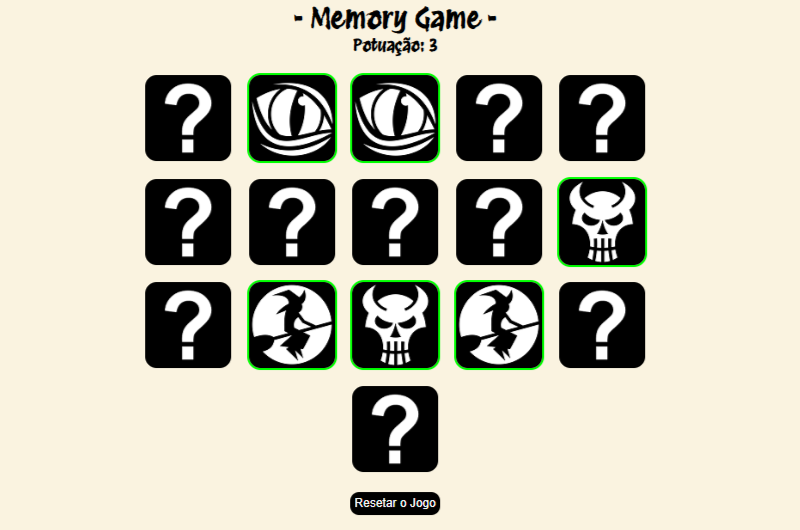 - Memory Game -
Potuação: 3
? ? ?
? ? ? ?
? ?
?
Resetar o Jogo